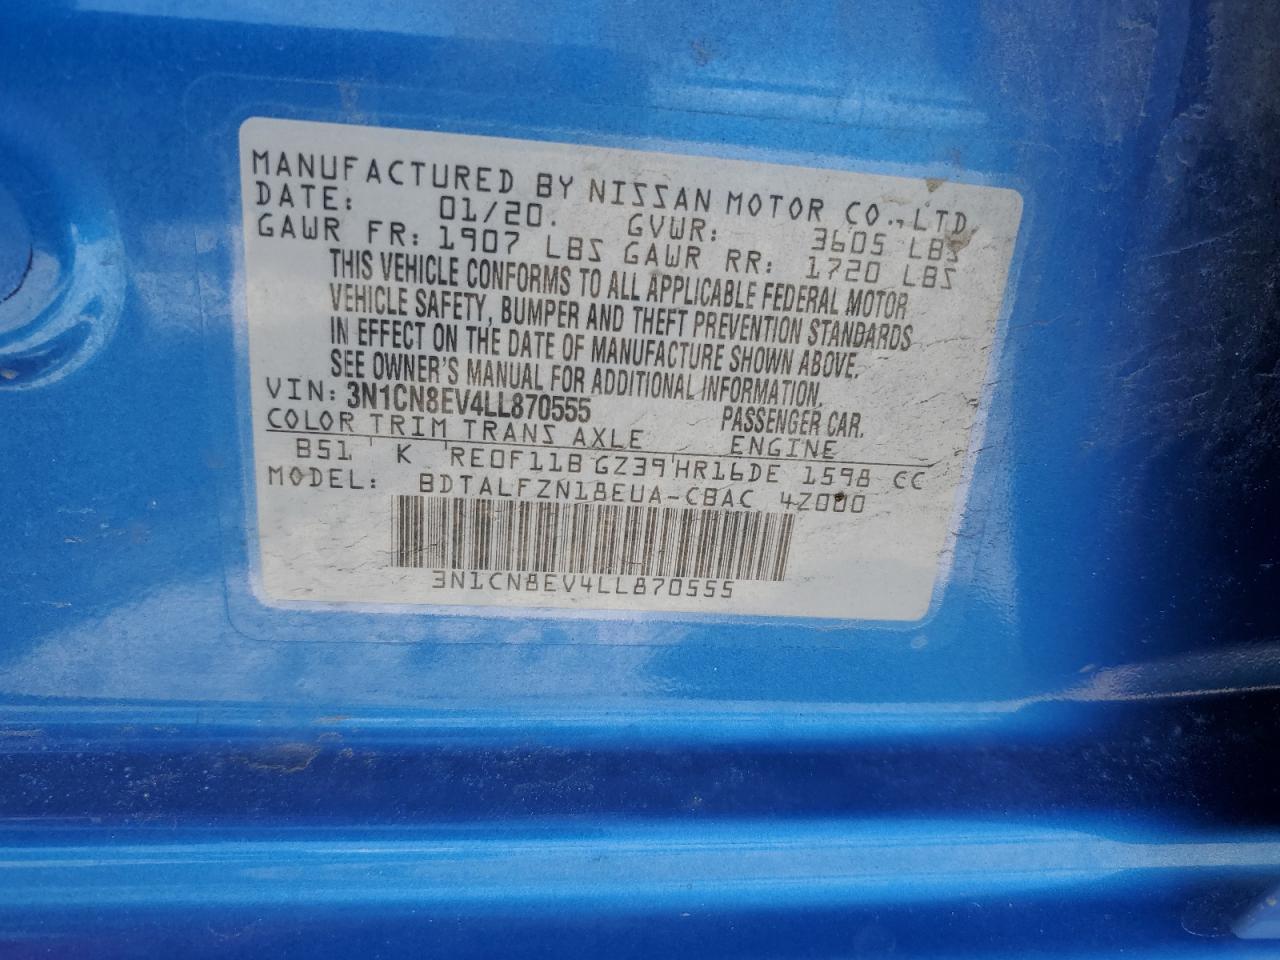 MANUFACTURED BY NISSAN MOTOR CO., LTD.
DATE: 01/20. GVWR: 3605 LBS
GAWR FR: 1907 LBS GAWR RR: 1720 LBS
THIS VEHICLE CONFORMS TO ALL APPLICABLE FEDERAL MOTOR
VEHICLE SAFETY, BUMPER AND THEFT PREVENTION STANDARDS
IN EFFECT ON THE DATE OF MANUFACTURE SHOWN ABOVE.
SEE OWNER'S MANUAL FOR ADDITIONAL INFORMATION.
VIN: 3N1CN8EV4LL870555 PASSENGER CAR.
COLOR TRIM TRANS AXLE ENGINE
B51 K RE0F11B GZ39 HR16DE 1598 CC
MODEL: BDTALFZN18EUA-CBAC 4Z000
3N1CN8EV4LL870555